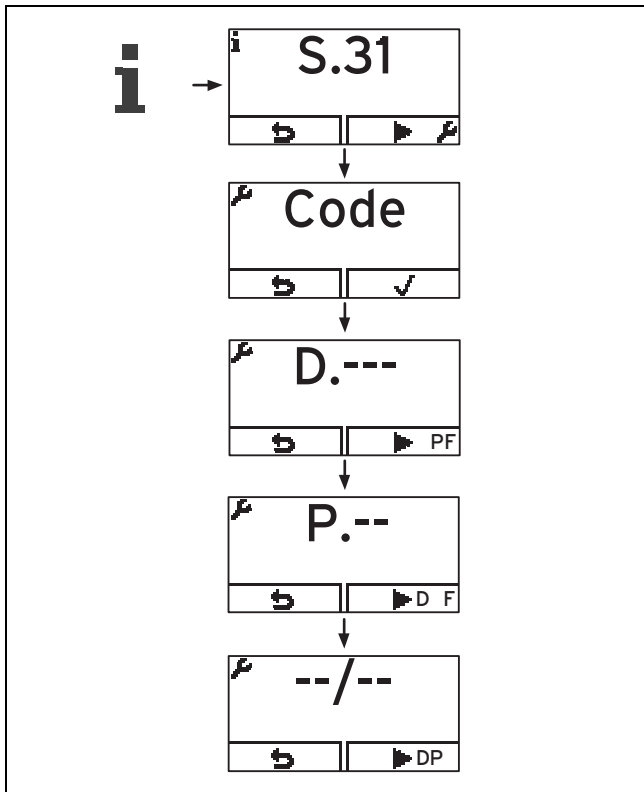 i
i
S.31
Code
D.---
PF
P.--
D F
--/--
DP